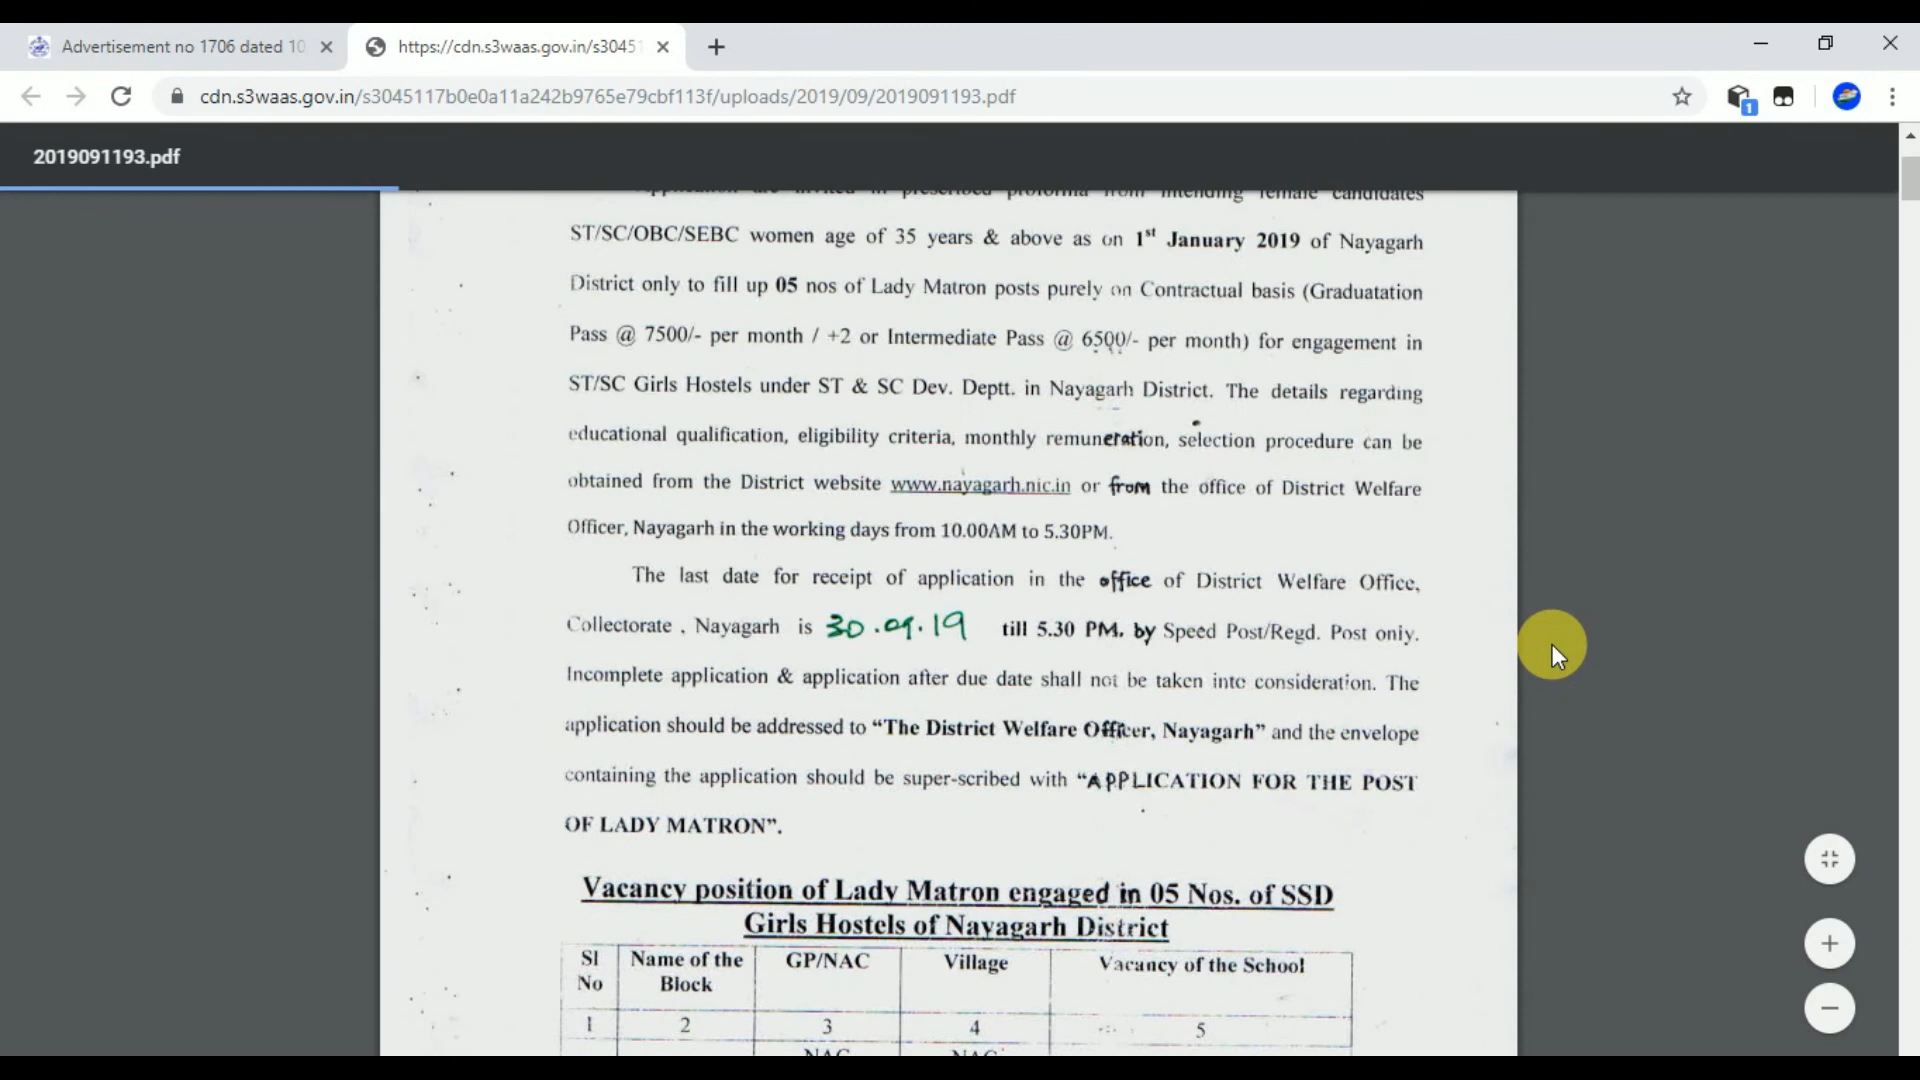 Advertisement no 1706 dated 10
https://cdn.s3waas.gov.in/s3045
cdn.s3waas.gov.in/s3045117b0e0a11a242b9765e79cbf113f/uploads/2019/09/2019091193.pdf
1
2019091193.pdf
are invited in prescribed proforma from intending female candidates
ST/SC/OBC/SEBC women age of 35 years & above as on 1st January 2019 of Nayagarh
District only to fill up 05 nos of Lady Matron posts purely on Contractual basis (Graduatation
Pass @ 7500/- per month / +2 or Intermediate Pass @ 6500/- per month) for engagement in
ST/SC Girls Hostels under ST & SC Dev. Deptt. in Nayagarh District. The details regarding
educational qualification, eligibility criteria, monthly remuneration, selection procedure can be
obtained from the District website www.nayagarh.nic.in or from the office of District Welfare
Officer, Nayagarh in the working days from 10.00AM to 5.30PM.
The last date for receipt of application in the office of District Welfare Office,
Collectorate , Nayagarh is 30.09.19 till 5.30 PM. by Speed Post/Regd. Post only.
Incomplete application & application after due date shall not be taken into consideration. The
application should be addressed to “The District Welfare Officer, Nayagarh” and the envelope
containing the application should be super-scribed with “APPLICATION FOR THE POST
OF LADY MATRON”.
Vacancy position of Lady Matron engaged in 05 Nos. of SSD
Girls Hostels of Nayagarh District
Sl No Name of the Block GP/NAC Village Vacancy of the School
1 2 3 4 5
NAC NAC